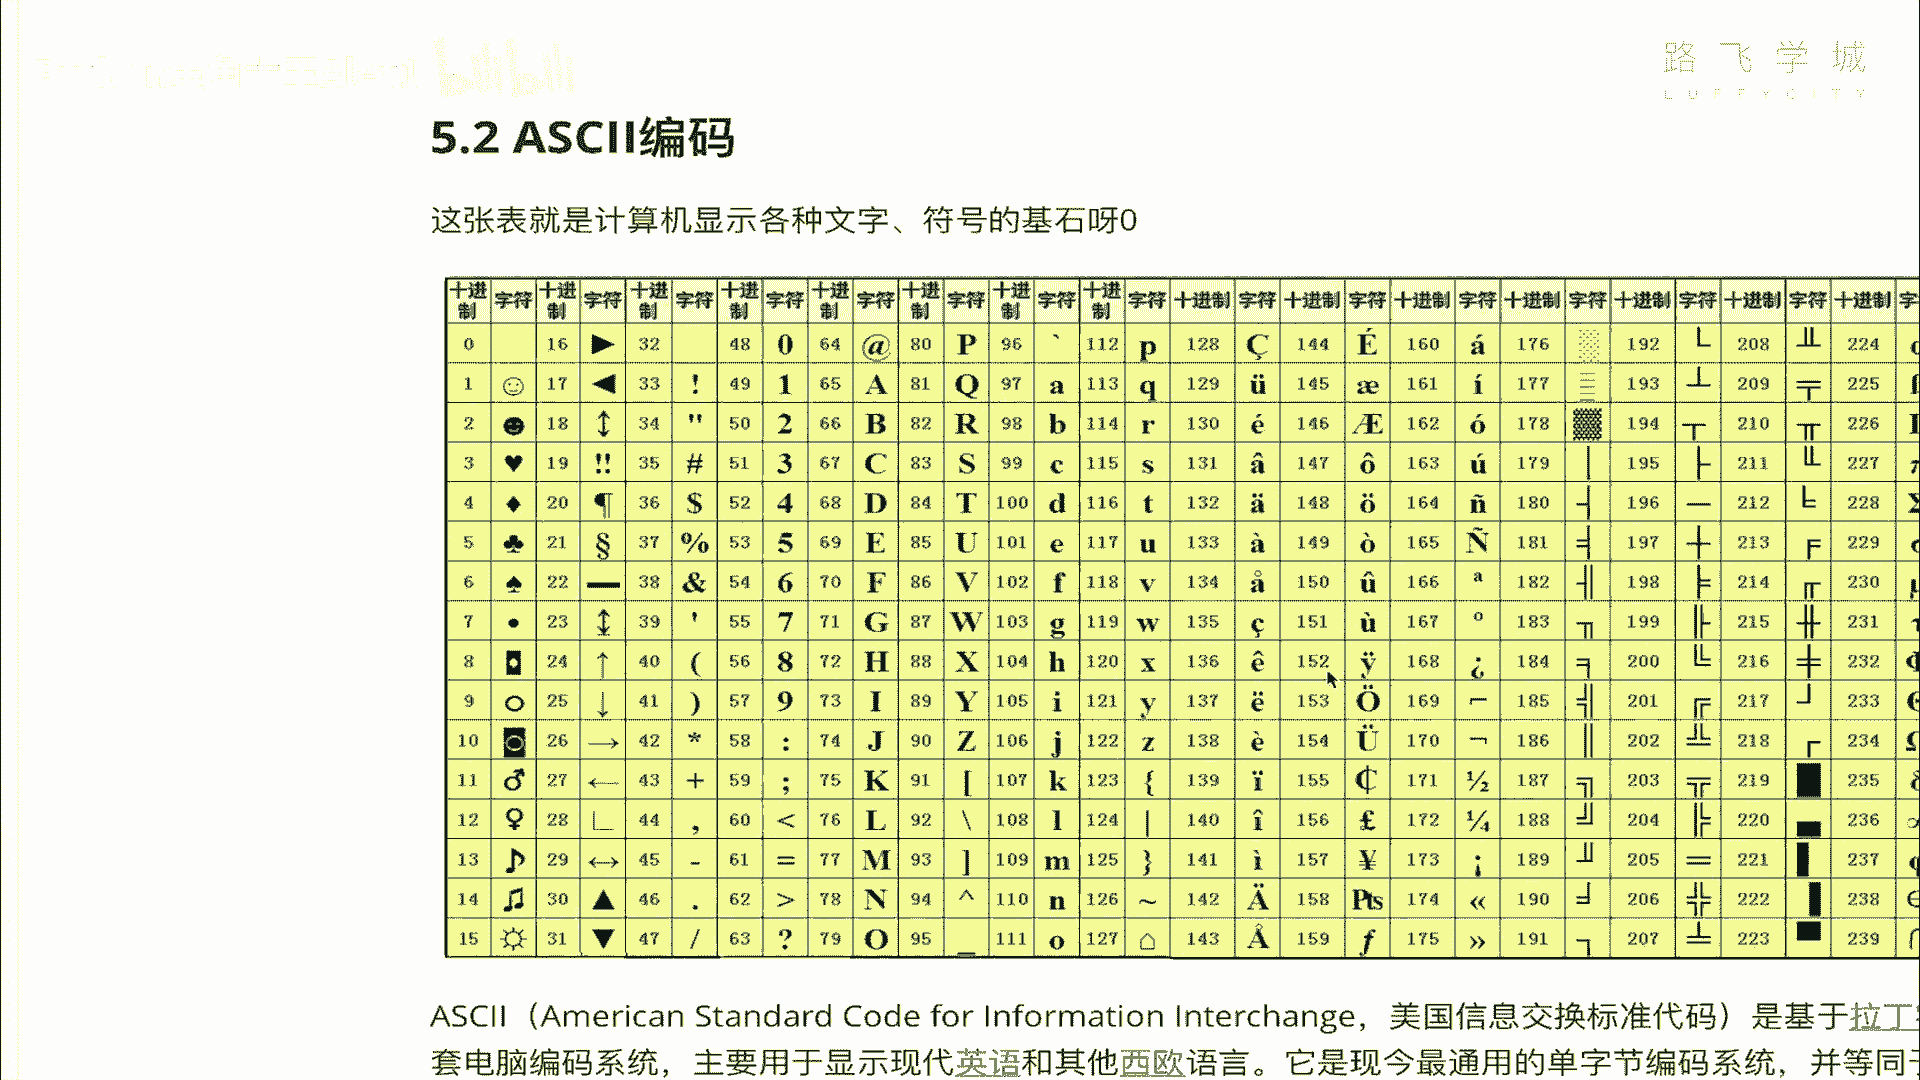 路飞学城
LUFFYCITY
5.2 ASCII编码
这张表就是计算机显示各种文字、符号的基石呀0
十进制 字符 十进制 字符 十进制 字符 十进制 字符 十进制 字符 十进制 字符 十进制 字符 十进制 字符 十进制 字符 十进制 字符 十进制 字符 十进制 字符 十进制 字符 十进制 字符 十进制
0 16 ► 32 48 0 64 @ 80 P 96 ` 112 p 128 Ç 144 É 160 á 176 ░ 192 └ 208 ╨ 224
1 ☺ 17 ◄ 33 ! 49 1 65 A 81 Q 97 a 113 q 129 ü 145 æ 161 í 177 ▒ 193 ┴ 209 ╤ 225
2 ☻ 18 ↕ 34 " 50 2 66 B 82 R 98 b 114 r 130 é 146 Æ 162 ó 178 ▓ 194 ┬ 210 ╥ 226
3 ♥ 19 ‼ 35 # 51 3 67 C 83 S 99 c 115 s 131 â 147 ô 163 ú 179 │ 195 ├ 211 ╙ 227
4 ♦ 20 ¶ 36 $ 52 4 68 D 84 T 100 d 116 t 132 ä 148 ö 164 ñ 180 ┤ 196 ─ 212 ╘ 228 Σ
5 ♣ 21 § 37 % 53 5 69 E 85 U 101 e 117 u 133 à 149 ò 165 Ñ 181 ╡ 197 ┼ 213 ╒ 229
6 ♠ 22 ▬ 38 & 54 6 70 F 86 V 102 f 118 v 134 å 150 û 166 ª 182 ╢ 198 ╞ 214 ╓ 230
7 • 23 ↨ 39 ' 55 7 71 G 87 W 103 g 119 w 135 ç 151 ù 167 º 183 ╖ 199 ╟ 215 ╫ 231
8 ◘ 24 ↑ 40 ( 56 8 72 H 88 X 104 h 120 x 136 ê 152 ÿ 168 ¿ 184 ╕ 200 ╚ 216 ╪ 232
9 ○ 25 ↓ 41 ) 57 9 73 I 89 Y 105 i 121 y 137 ë 153 Ö 169 ⌐ 185 ╣ 201 ╔ 217 ┘ 233
10 ◙ 26 → 42 * 58 : 74 J 90 Z 106 j 122 z 138 è 154 Ü 170 ¬ 186 ║ 202 ╩ 218 ┌ 234
11 ♂ 27 ← 43 + 59 ; 75 K 91 [ 107 k 123 { 139 ï 155 ₵ 171 ½ 187 ╗ 203 ╦ 219 █ 235
12 ♀ 28 ∟ 44 , 60 < 76 L 92 \ 108 l 124 | 140 î 156 £ 172 ¼ 188 ╝ 204 ╠ 220 ▄ 236
13 ♪ 29 ↔ 45 - 61 = 77 M 93 ] 109 m 125 } 141 ì 157 ¥ 173 ¡ 189 ╜ 205 ═ 221 ▌ 237
14 ♫ 30 ▲ 46 . 62 > 78 N 94 ^ 110 n 126 ~ 142 Ä 158 ₧ 174 « 190 ╛ 206 ╬ 222 ▐ 238
15 ☼ 31 ▼ 47 / 63 ? 79 O 95 _ 111 o 127 ⌂ 143 Å 159 ƒ 175 » 191 ┐ 207 ╧ 223 ▀ 239
ASCII（American Standard Code for Information Interchange，美国信息交换标准代码）是基于拉丁
套电脑编码系统，主要用于显示现代英语和其他西欧语言。它是现今最通用的单字节编码系统，并等同